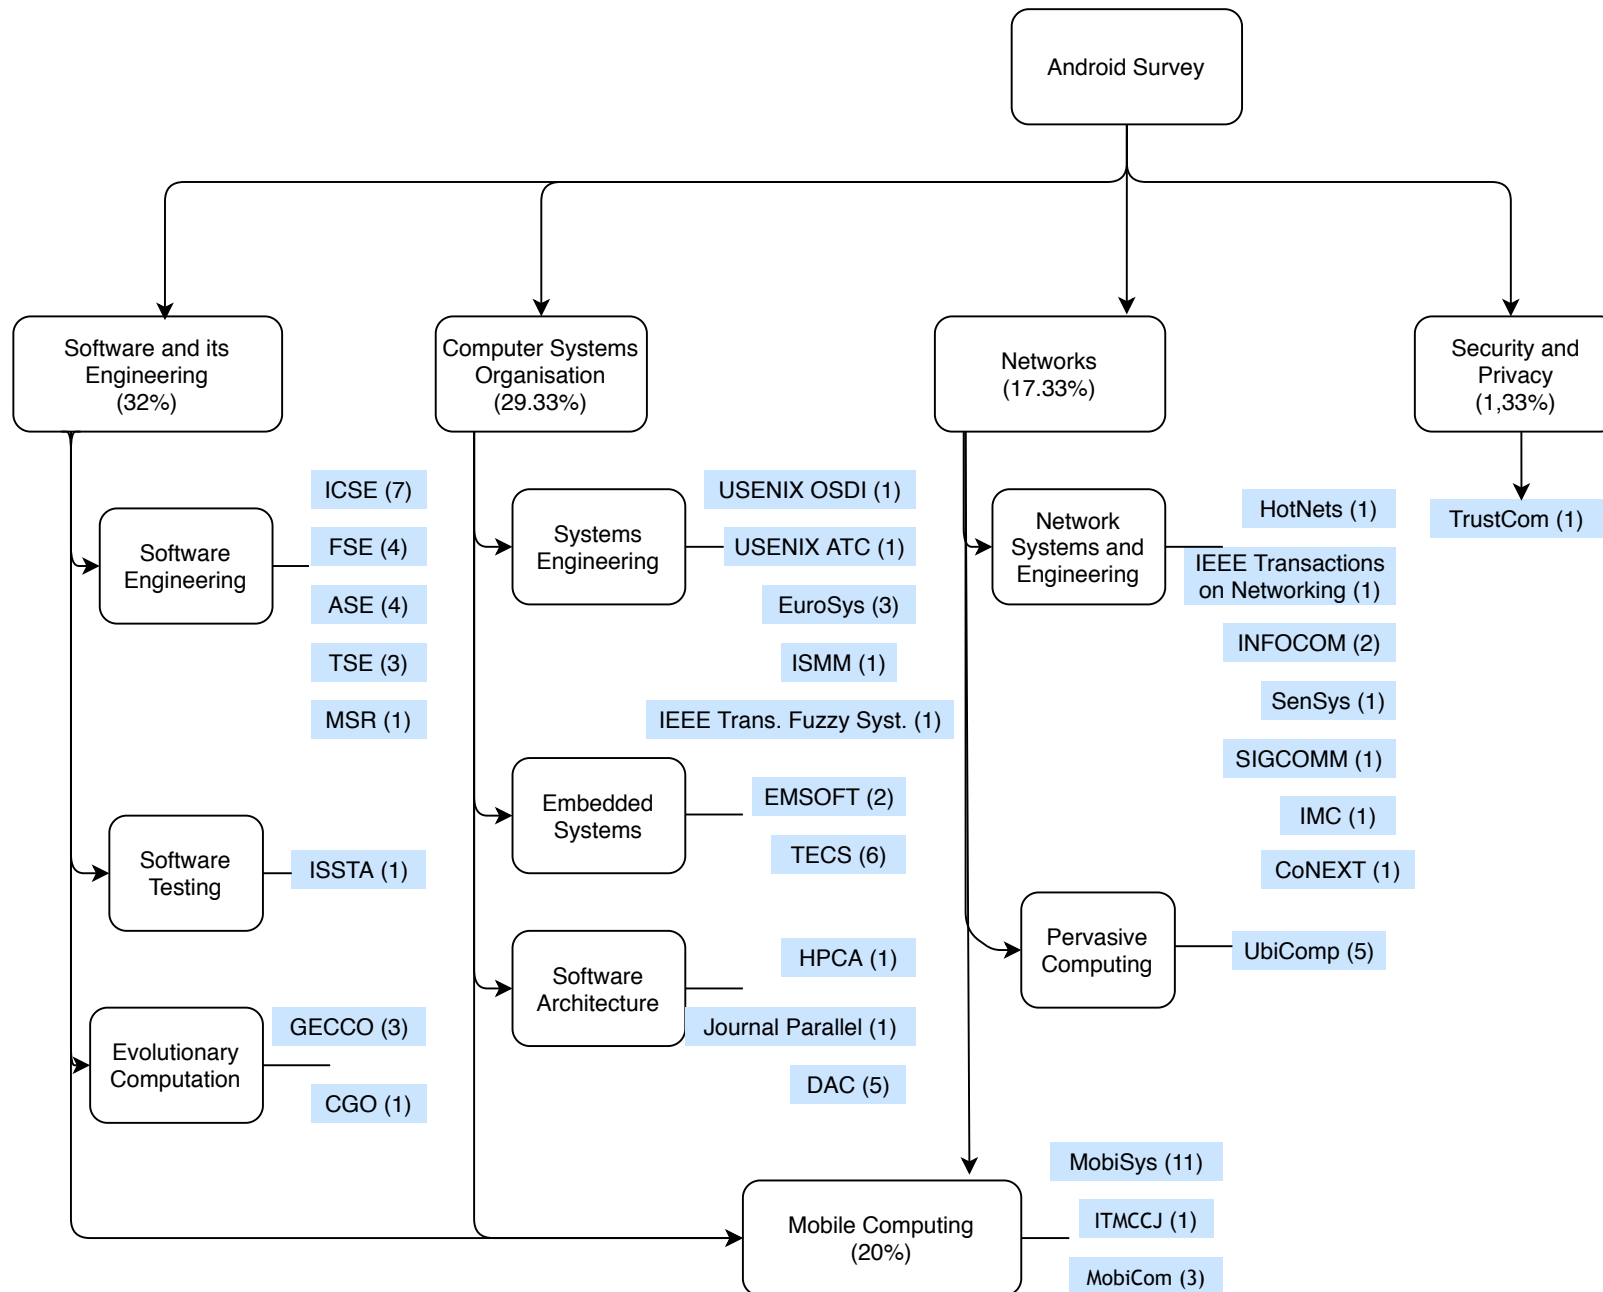 Android Survey
Software and its
Engineering
(32%)
Computer Systems
Organisation
(29.33%)
Networks
(17.33%)
Security and
Privacy
(1,33%)
Software
Engineering
ICSE (7)
FSE (4)
ASE (4)
TSE (3)
MSR (1)
Software
Testing
ISSTA (1)
Evolutionary
Computation
GECCO (3)
CGO (1)
Systems
Engineering
USENIX OSDI (1)
USENIX ATC (1)
EuroSys (3)
ISMM (1)
IEEE Trans. Fuzzy Syst. (1)
Embedded
Systems
EMSOFT (2)
TECS (6)
Software
Architecture
HPCA (1)
Journal Parallel (1)
DAC (5)
Network
Systems and
Engineering
HotNets (1)
IEEE Transactions
on Networking (1)
INFOCOM (2)
SenSys (1)
SIGCOMM (1)
IMC (1)
CoNEXT (1)
Pervasive
Computing
UbiComp (5)
TrustCom (1)
Mobile Computing
(20%)
MobiSys (11)
ITMCCJ (1)
MobiCom (3)